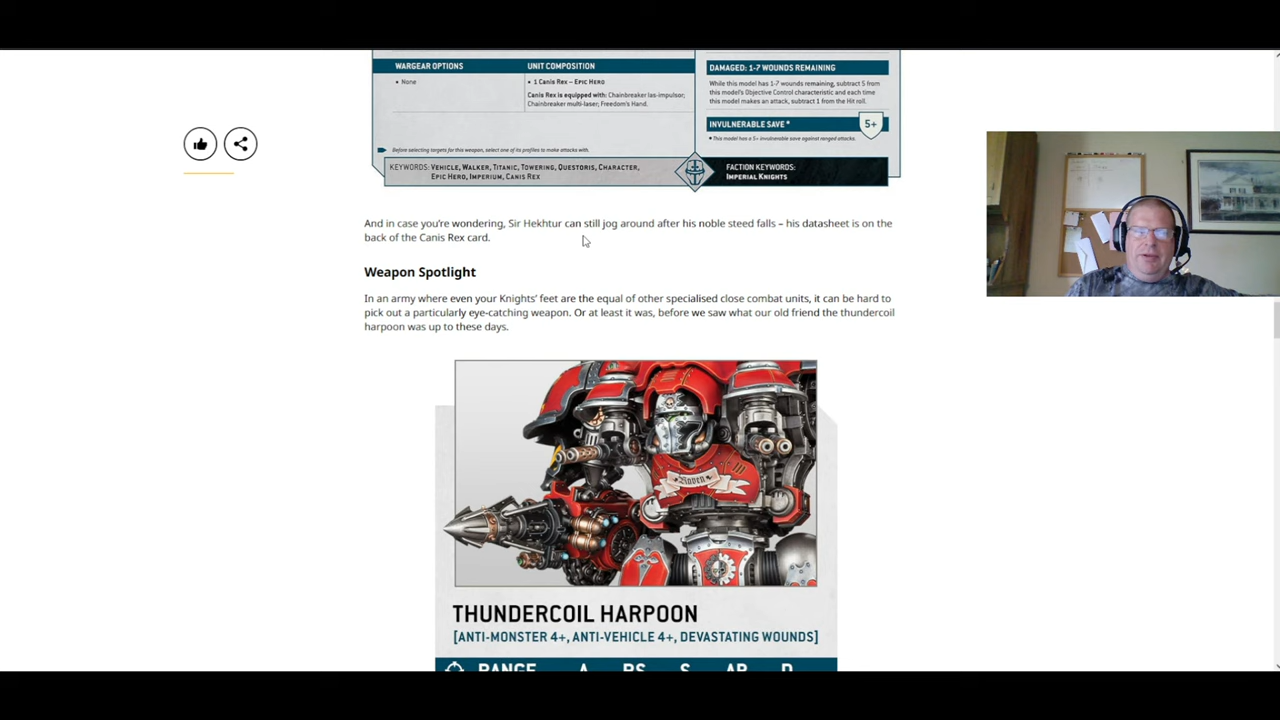 WARGEAR OPTIONS
• None
UNIT COMPOSITION
• 1 Canis Rex – EPIC HERO
Canis Rex is equipped with: Chainbreaker las-impulsor;
Chainbreaker multi-laser; Freedom's Hand.
DAMAGED: 1-7 WOUNDS REMAINING
While this model has 1-7 wounds remaining, subtract 5 from
this model's Objective Control characteristic and each time
this model makes an attack, subtract 1 from the Hit roll.
INVULNERABLE SAVE*
5+
* This model has a 5+ invulnerable save against ranged attacks.
Before selecting targets for this weapon, select one of its profiles to make attacks with.
KEYWORDS: VEHICLE, WALKER, TITANIC, TOWERING, QUESTORIS, CHARACTER,
EPIC HERO, IMPERIUM, CANIS REX
FACTION KEYWORDS:
IMPERIAL KNIGHTS
And in case you're wondering, Sir Hekhtur can still jog around after his noble steed falls – his datasheet is on the
back of the Canis Rex card.
Weapon Spotlight
In an army where even your Knights' feet are the equal of other specialised close combat units, it can be hard to
pick out a particularly eye-catching weapon. Or at least it was, before we saw what our old friend the thundercoil
harpoon was up to these days.
Raven
THUNDERCOIL HARPOON
[ANTI-MONSTER 4+, ANTI-VEHICLE 4+, DEVASTATING WOUNDS]
RANGE A BS S AP D